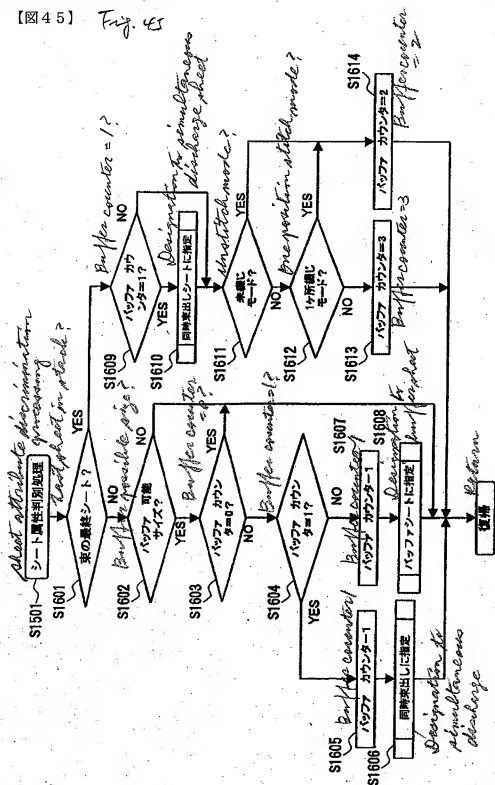 【図45】 Fig. 45
S1501
シート属性判別処理
sheet attribute discrimination
processing
S1601
束の最終シート?
Last sheet in stack?
YES
NO
S1602
バッファ 可能
サイズ?
Buffer possible size?
NO
YES
S1603
バッファ カウン
タ=0?
Buffer counter
= 0?
YES
NO
S1604
バッファ カウン
タ=1?
Buffer counter=1?
YES
NO
S1605
バッファ カウンター1
Buffer counter 1
S1606
同時束出しに指定
Designation to
simultaneous
discharge
S1607
バッファ カウンター1
Buffer counter 1
S1608
バッファシートに指定
Designation to
buffer sheet
S1609
バッファ カウ
ンタ=1?
Buffer counter = 1?
NO
YES
S1610
同時束出しシートに指定
Designation to simultaneous
discharge sheet
S1611
未綴じ
モード?
Unstitch mode?
YES
NO
S1612
1ヶ所綴じ
モード?
One position stitch mode?
YES
NO
S1613
バッファ カウンタ=3
Buffer counter=3
S1614
バッファ カウンタ=2
Buffer counter
= 2
復帰
Return